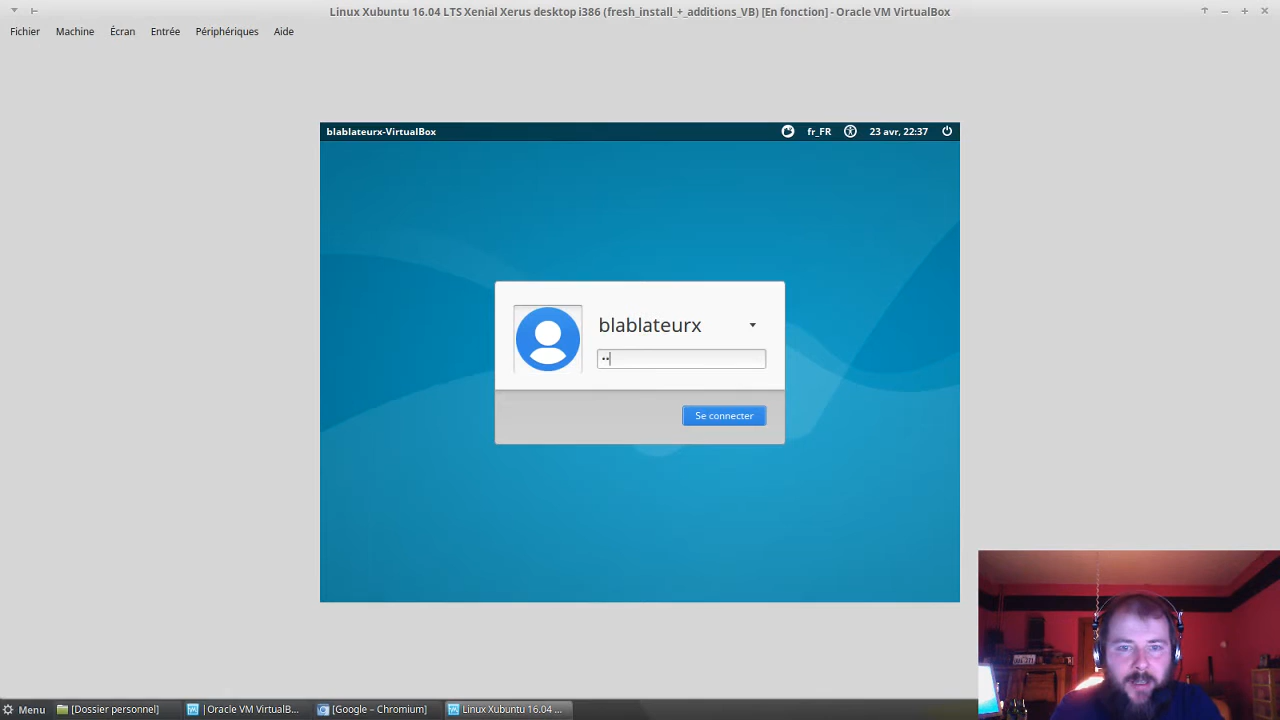 Linux Xubuntu 16.04 LTS Xenial Xerus desktop i386 (fresh_install_+_additions_VB) [En fonction] - Oracle VM VirtualBox
Fichier Machine Écran Entrée Périphériques Aide
blablateurx-VirtualBox fr_FR 23 avr, 22:37
blablateurx
Se connecter
Menu [Dossier personnel] | Oracle VM VirtualB... [Google – Chromium] Linux Xubuntu 16.04 ...